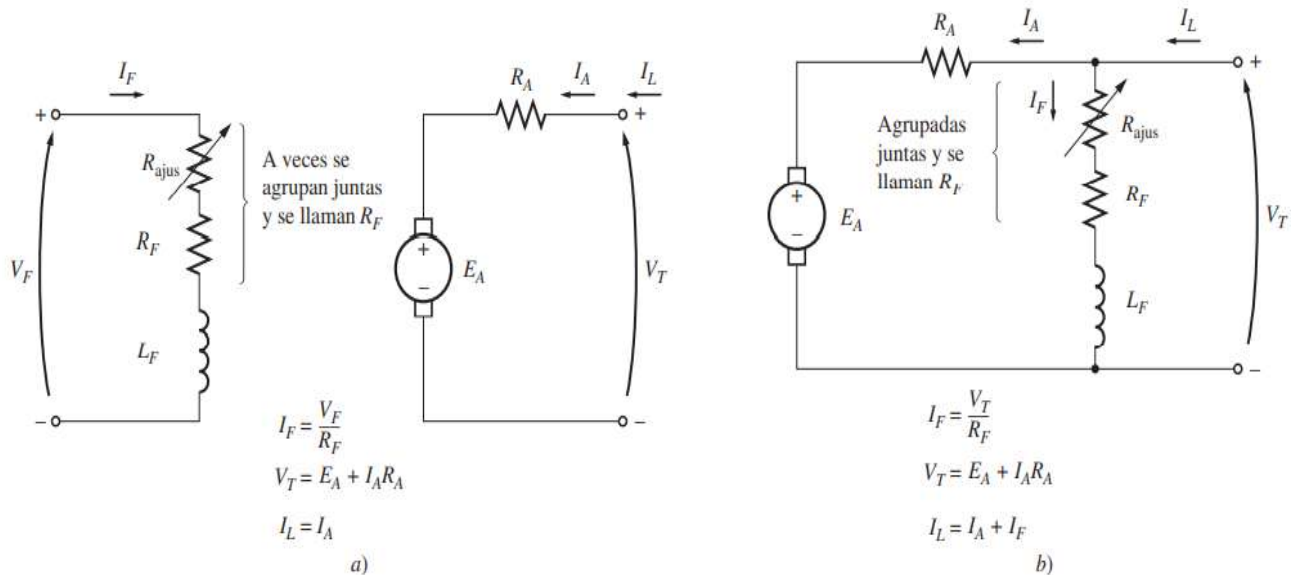 I_F
+
R_ajus
A veces se
agrupan juntas
y se llaman R_F
R_F
V_F
L_F
–
R_A
I_A
I_L
+
+
–
E_A
V_T
–
I_F = V_F / R_F
V_T = E_A + I_A R_A
I_L = I_A
a)
R_A
I_A
I_L
+
I_F
R_ajus
Agrupadas
juntas y se
llaman R_F
R_F
+
–
E_A
V_T
L_F
–
I_F = V_T / R_F
V_T = E_A + I_A R_A
I_L = I_A + I_F
b)